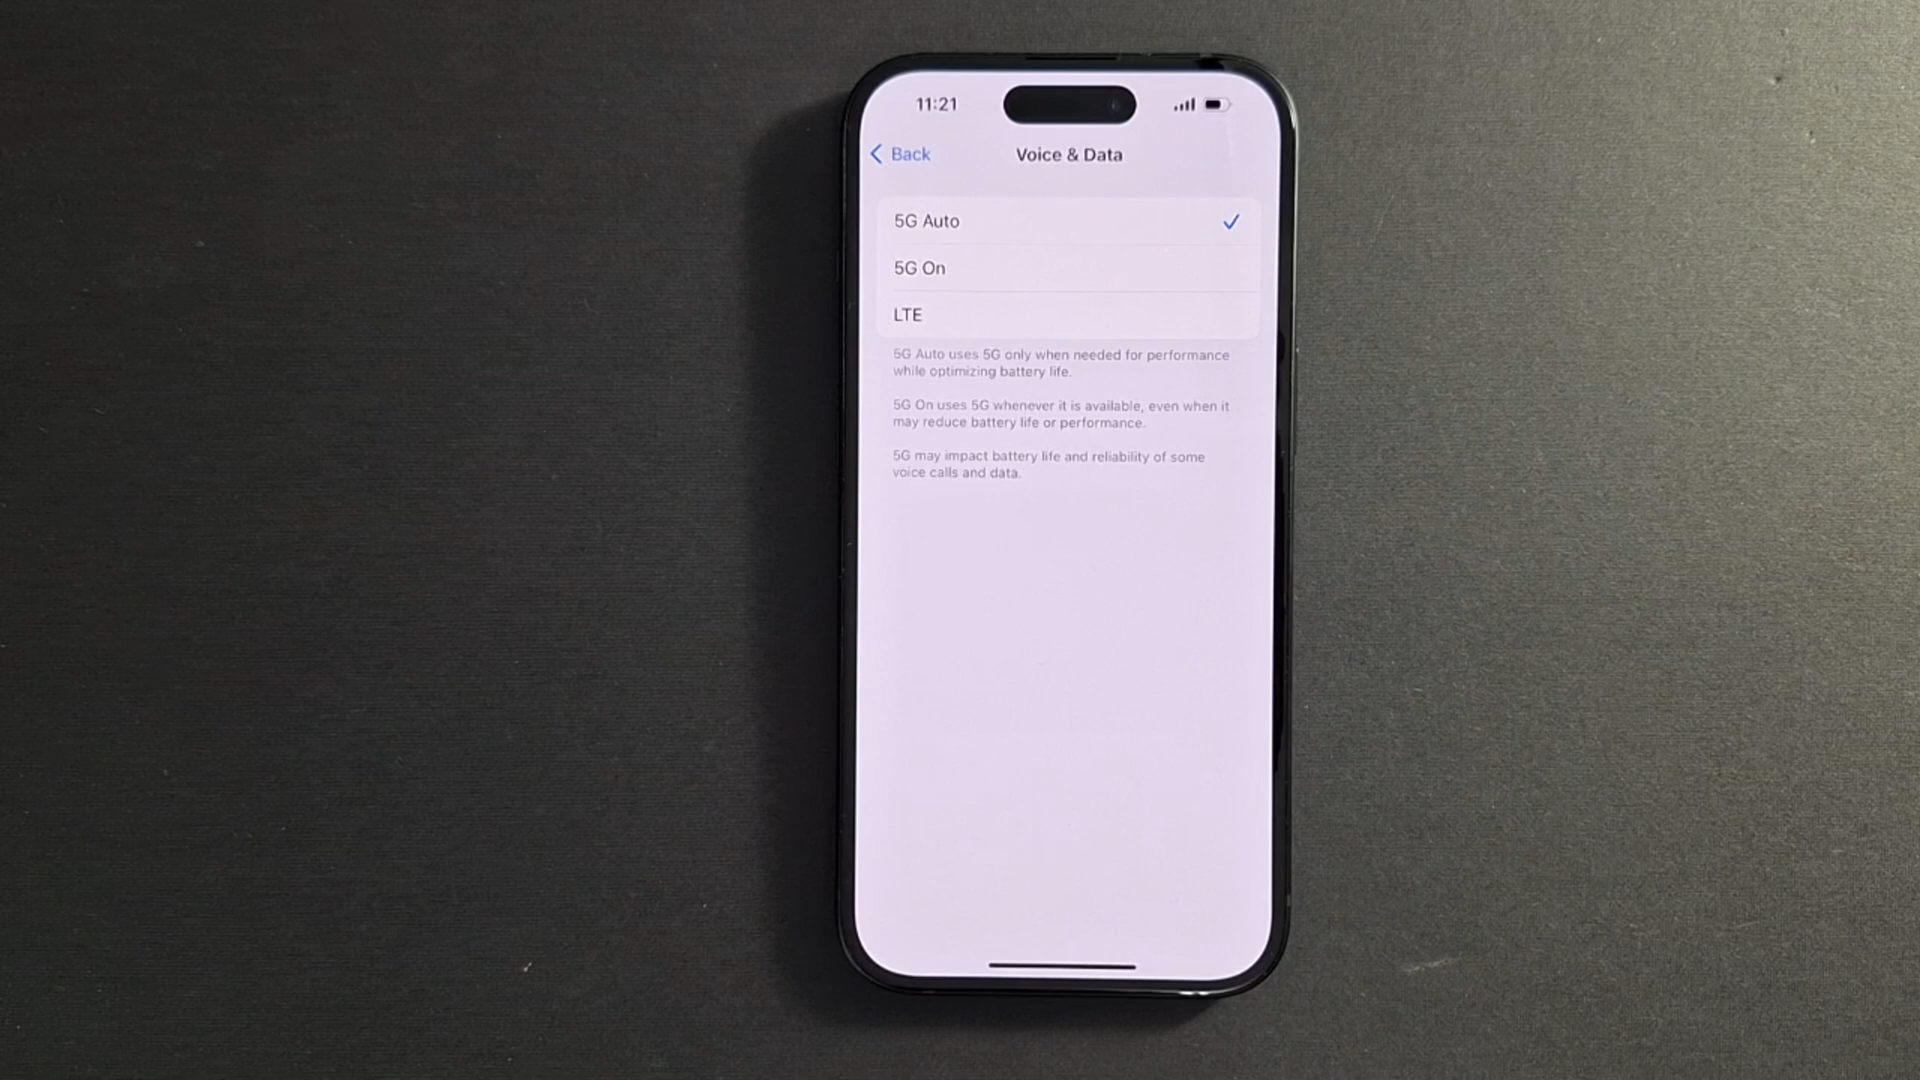 11:21
Back
Voice & Data
5G Auto
5G On
LTE
5G Auto uses 5G only when needed for performance
while optimizing battery life.
5G On uses 5G whenever it is available, even when it
may reduce battery life or performance.
5G may impact battery life and reliability of some
voice calls and data.